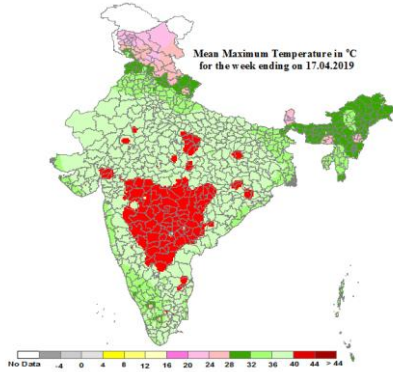 Mean Maximum Temperature in °C
for the week ending on 17.04.2019
No Data -4 0 4 8 12 16 20 24 28 32 36 40 44 > 44